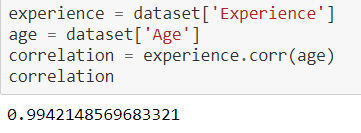 experience = dataset['Experience']
age = dataset['Age']
correlation = experience.corr(age)
correlation
0.9942148569683321